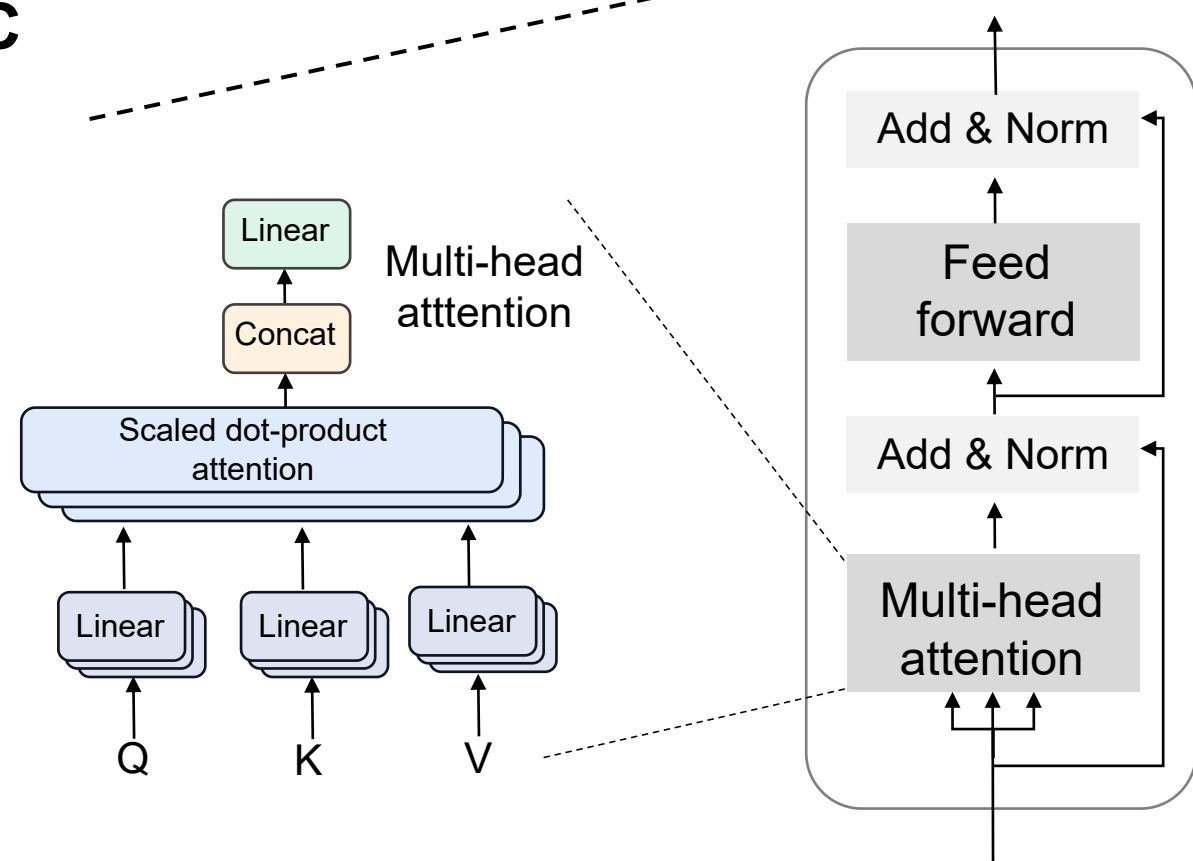 C
Linear
Multi-head
atttention
Concat
Scaled dot-product
attention
Linear
Linear
Linear
Q
K
V
Add & Norm
Feed
forward
Add & Norm
Multi-head
attention